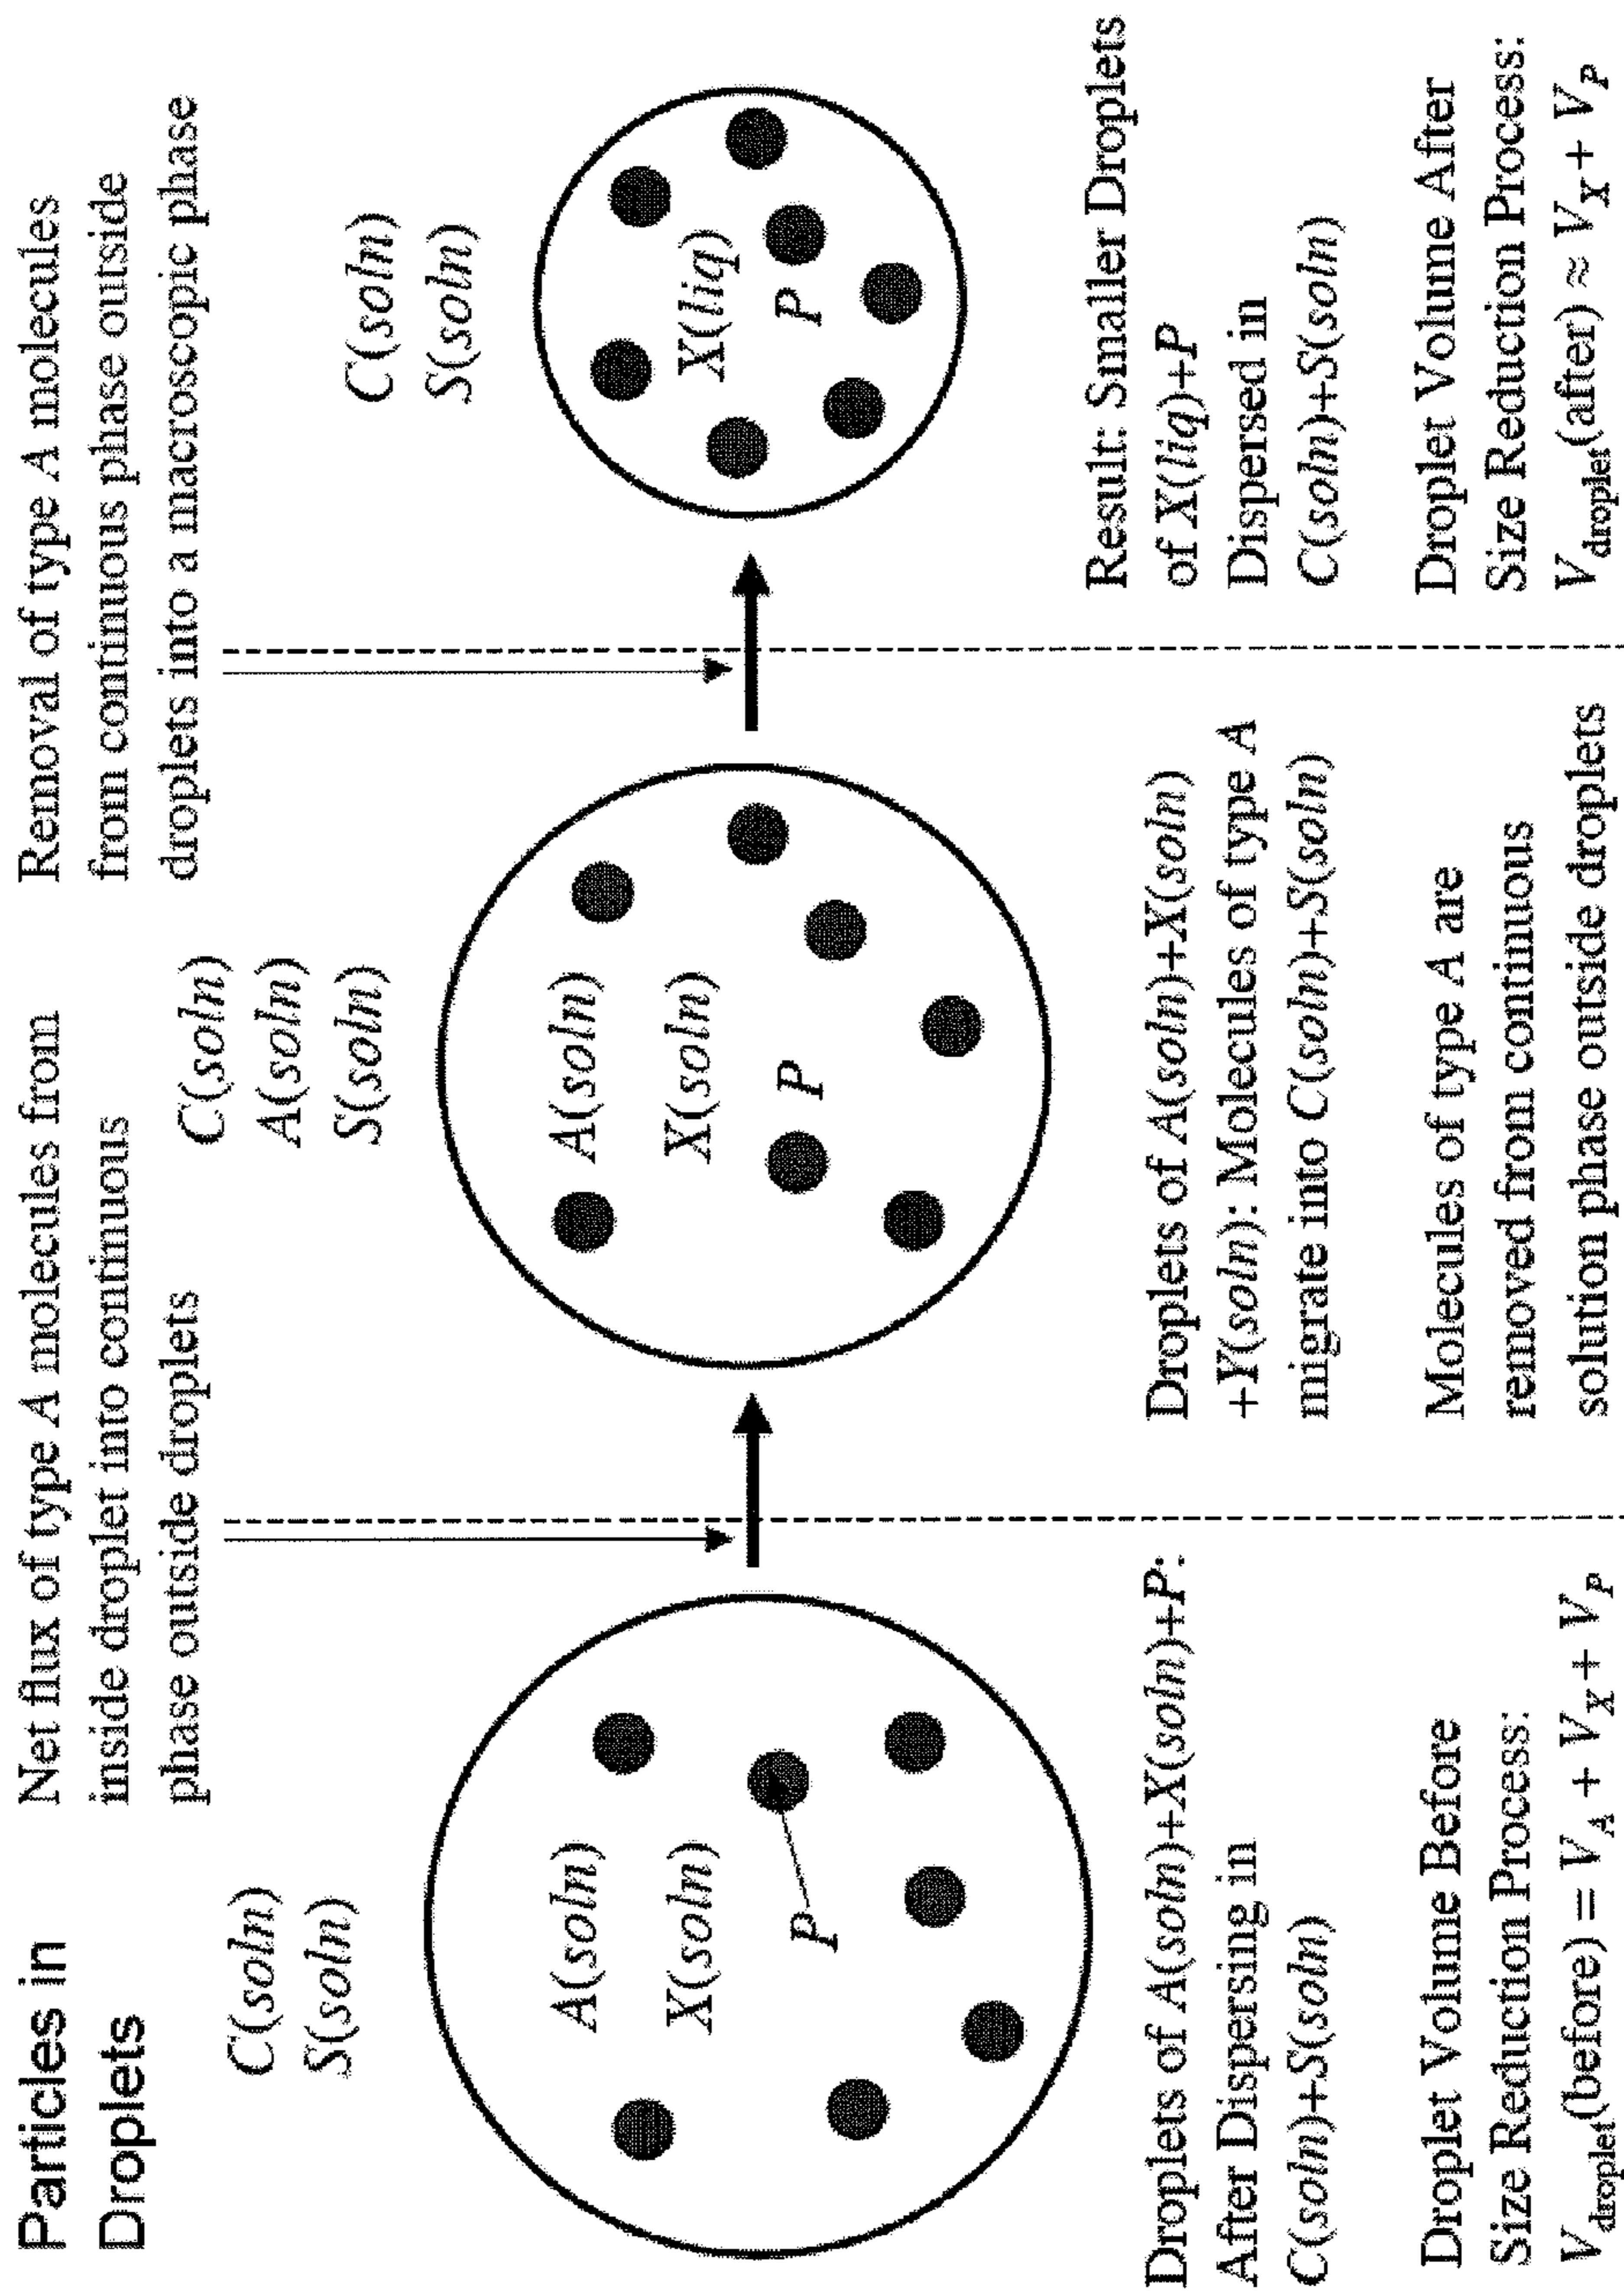 Particles in
Droplets
Net flux of type A molecules from
inside droplet into continuous
phase outside droplets
Removal of type A molecules
from continuous phase outside
droplets into a macroscopic phase
C(soln)
S(soln)
A(soln)
X(soln)
P
C(soln)
A(soln)
S(soln)
A(soln)
X(soln)
P
C(soln)
S(soln)
X(liq)
P
Droplets of A(soln)+X(soln)+P:
After Dispersing in
C(soln)+S(soln)
Droplet Volume Before
Size Reduction Process:
V_droplet(before) = V_A + V_X + V_P
Droplets of A(soln)+X(soln)
+Y(soln): Molecules of type A
migrate into C(soln)+S(soln)
Molecules of type A are
removed from continuous
solution phase outside droplets
Result: Smaller Droplets
of X(liq)+P
Dispersed in
C(soln)+S(soln)
Droplet Volume After
Size Reduction Process:
V_droplet(after) ≈ V_X + V_P